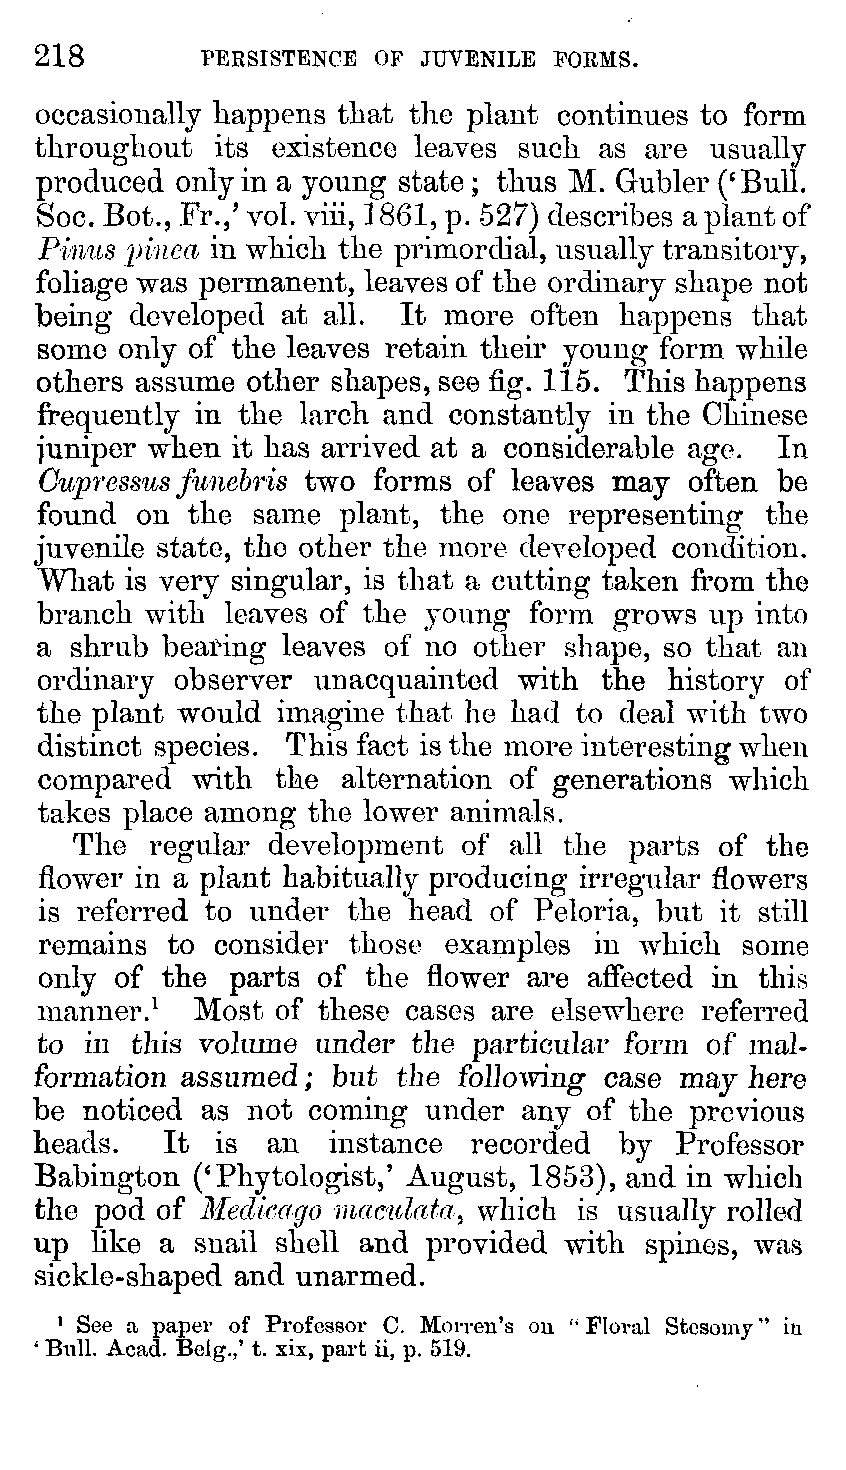 218 PERSISTENCE OF JUVENILE FORMS.
occasionally happens that the plant continues to form
throughout its existence leaves such as are usually
produced only in a young state; thus M. Gubler (‘Bull.
Soc. Bot., Fr.,’ vol. viii, 1861, p. 527) describes a plant of
Pinus pinea in which the primordial, usually transitory,
foliage was permanent, leaves of the ordinary shape not
being developed at all. It more often happens that
some only of the leaves retain their young form while
others assume other shapes, see fig. 115. This happens
frequently in the larch and constantly in the Chinese
juniper when it has arrived at a considerable age. In
Cupressus funebris two forms of leaves may often be
found on the same plant, the one representing the
juvenile state, the other the more developed condition.
What is very singular, is that a cutting taken from the
branch with leaves of the young form grows up into
a shrub bearing leaves of no other shape, so that an
ordinary observer unacquainted with the history of
the plant would imagine that he had to deal with two
distinct species. This fact is the more interesting when
compared with the alternation of generations which
takes place among the lower animals.
The regular development of all the parts of the
flower in a plant habitually producing irregular flowers
is referred to under the head of Peloria, but it still
remains to consider those examples in which some
only of the parts of the flower are affected in this
manner.¹ Most of these cases are elsewhere referred
to in this volume under the particular form of mal-
formation assumed; but the following case may here
be noticed as not coming under any of the previous
heads. It is an instance recorded by Professor
Babington (‘Phytologist,’ August, 1853), and in which
the pod of Medicago maculata, which is usually rolled
up like a snail shell and provided with spines, was
sickle-shaped and unarmed.
¹ See a paper of Professor C. Morren's on “Floral Stesomy” in
‘Bull. Acad. Belg.,’ t. xix, part ii, p. 519.